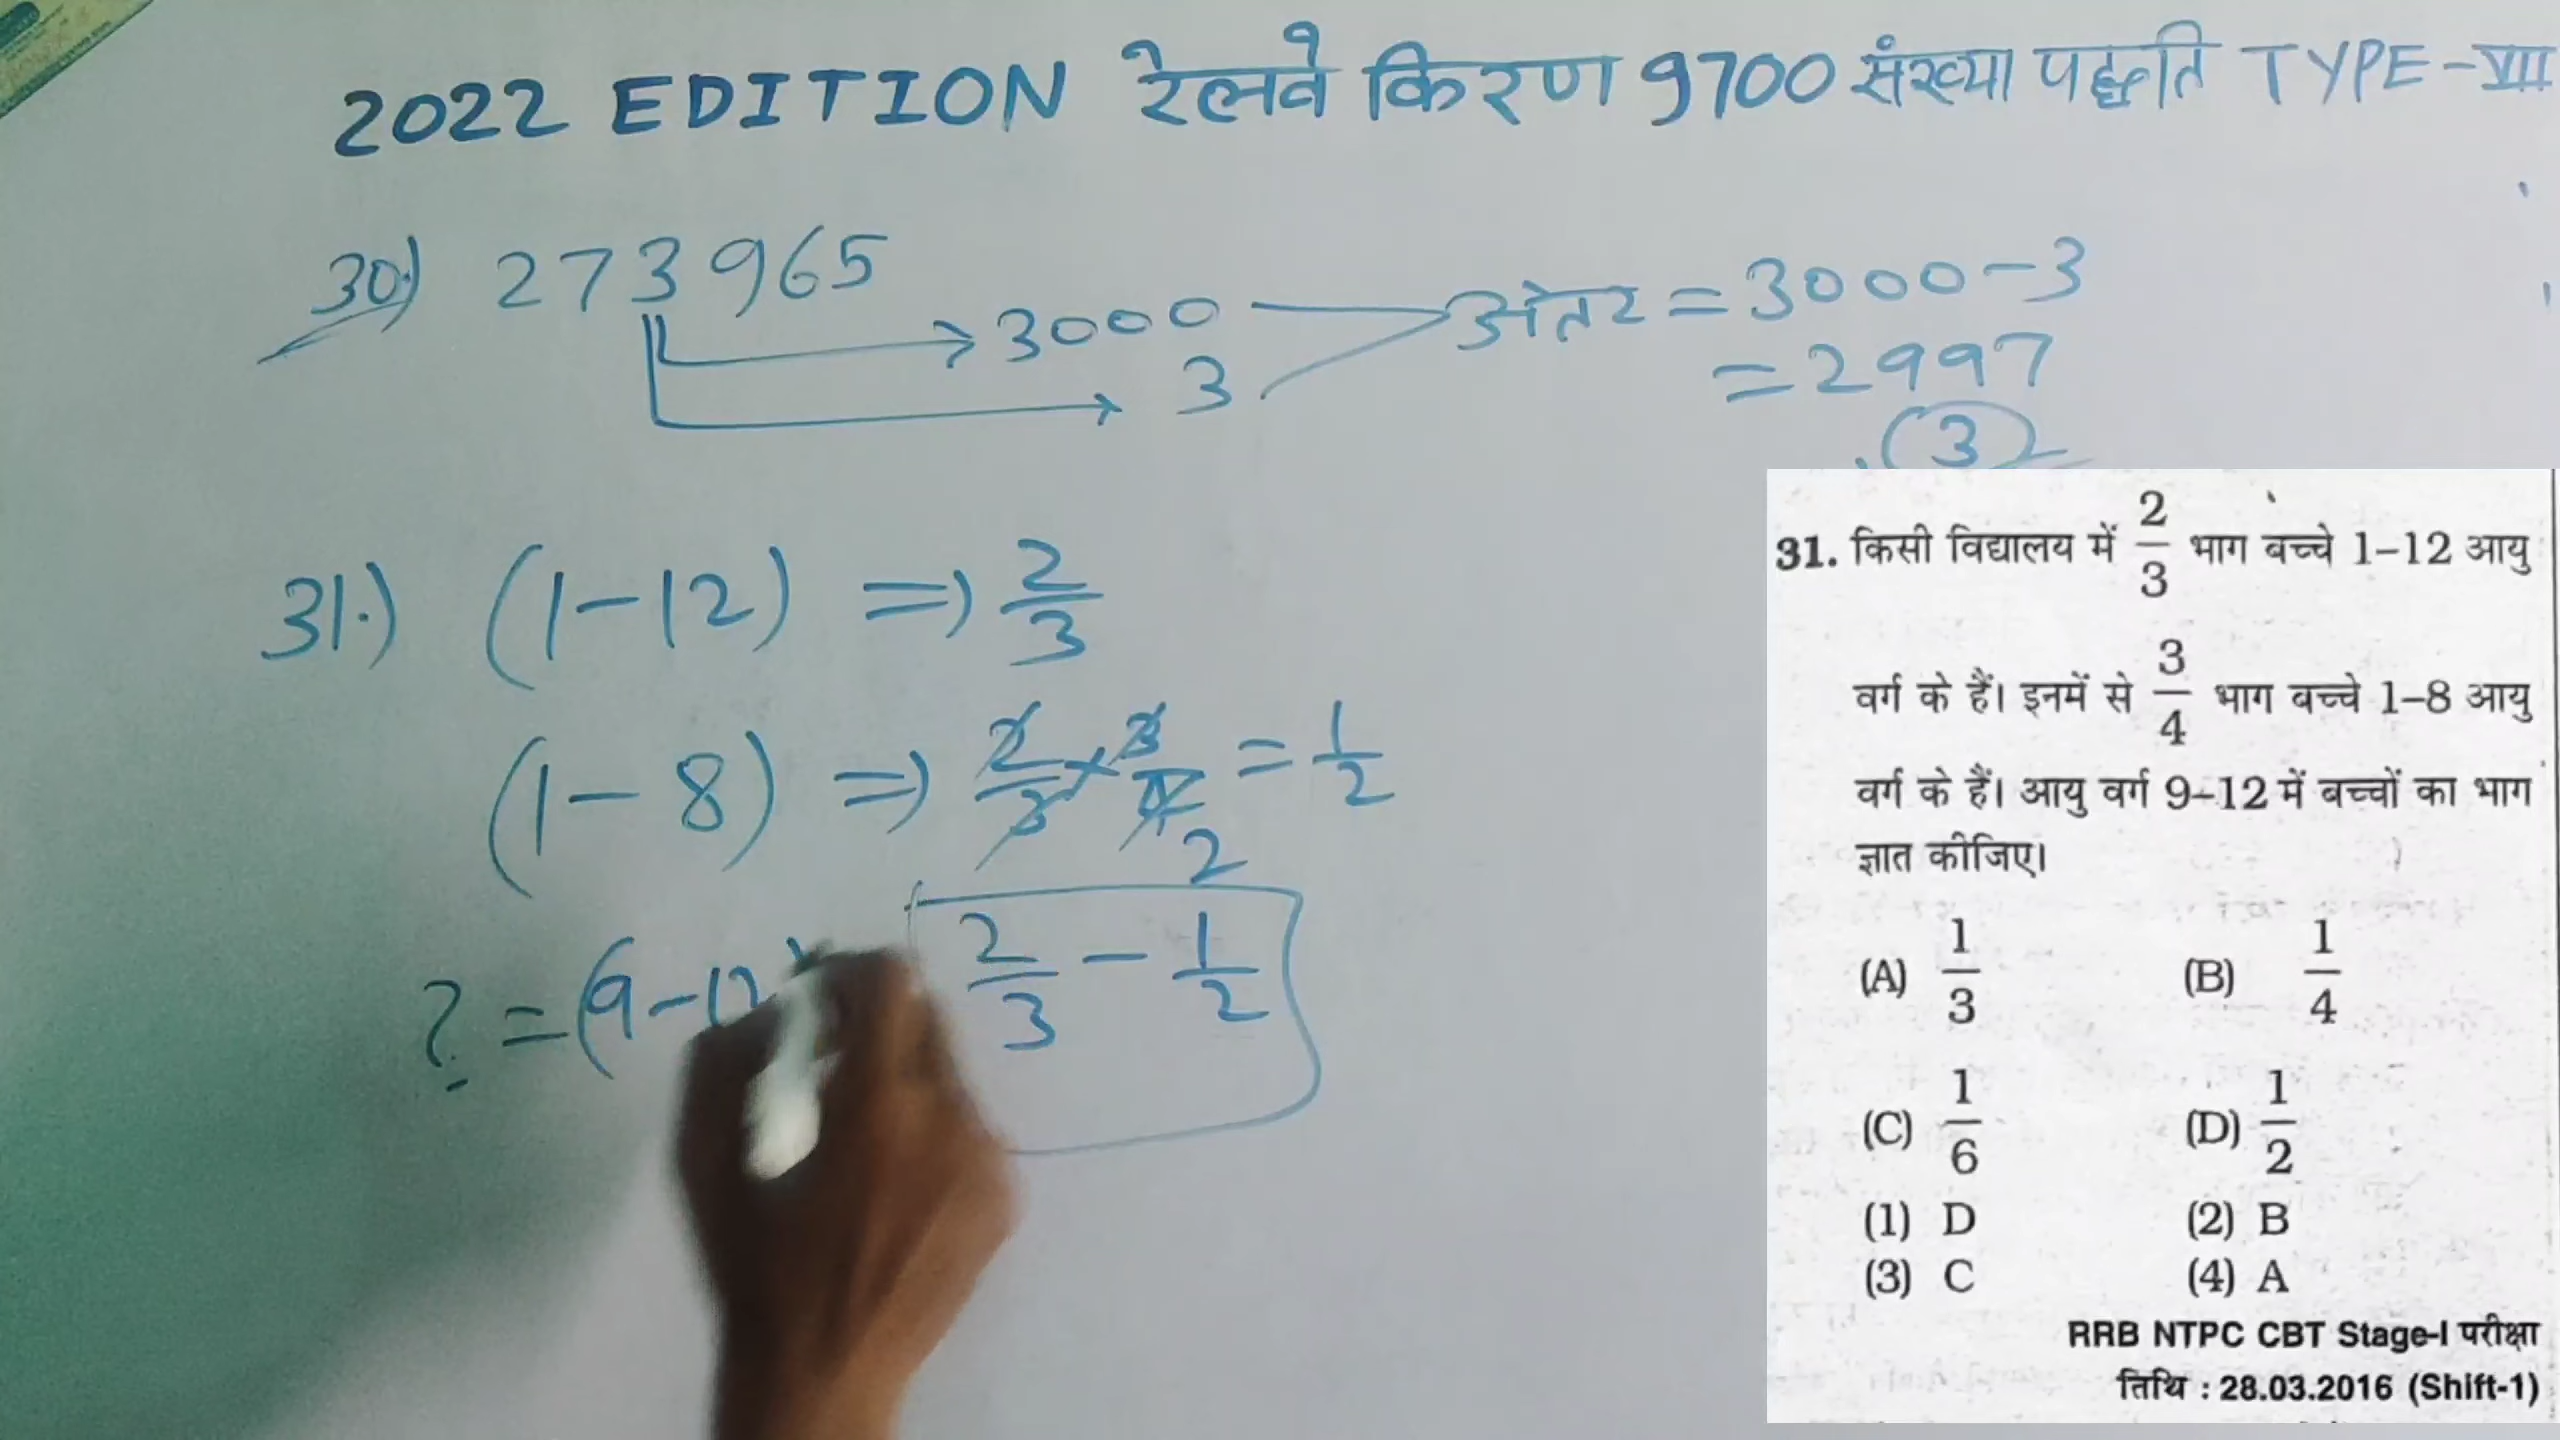 2022 EDITION रेलवे किरण 9700 संख्या पद्धति TYPE-VII
30.) 273965
3000
3
अंतर = 3000-3
= 2997
(3)
31.) (1-12) ⇒ 2/3
(1-8) ⇒ 2/3 × 3/4 = 1/2
2
? = (9-12) 2/3 - 1/2
31. किसी विद्यालय में 2/3 भाग बच्चे 1–12 आयु
वर्ग के हैं। इनमें से 3/4 भाग बच्चे 1–8 आयु
वर्ग के हैं। आयु वर्ग 9–12 में बच्चों का भाग
ज्ञात कीजिए।
(A) 1/3 (B) 1/4
(C) 1/6 (D) 1/2
(1) D (2) B
(3) C (4) A
RRB NTPC CBT Stage-I परीक्षा
तिथि : 28.03.2016 (Shift-1)